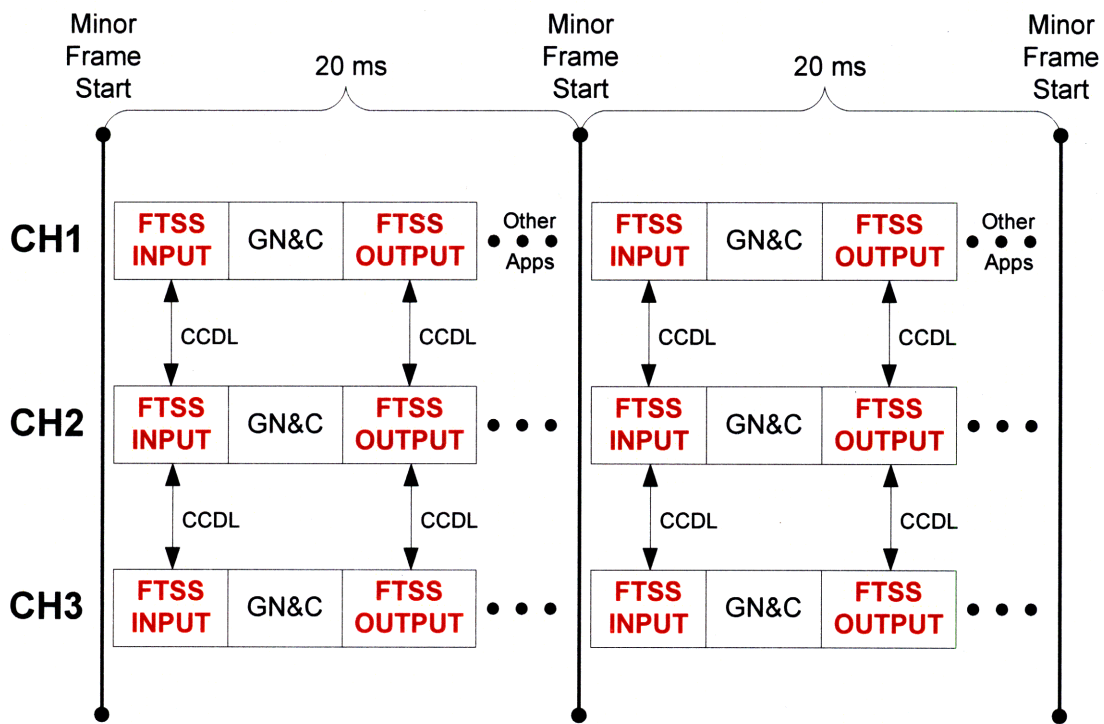 Minor
Frame
Start
20 ms
Minor
Frame
Start
20 ms
Minor
Frame
Start
CH1
FTSS
INPUT
GN&C
FTSS
OUTPUT
Other
Apps
FTSS
INPUT
GN&C
FTSS
OUTPUT
Other
Apps
CCDL
CCDL
CCDL
CCDL
CH2
FTSS
INPUT
GN&C
FTSS
OUTPUT
FTSS
INPUT
GN&C
FTSS
OUTPUT
CCDL
CCDL
CCDL
CCDL
CH3
FTSS
INPUT
GN&C
FTSS
OUTPUT
FTSS
INPUT
GN&C
FTSS
OUTPUT